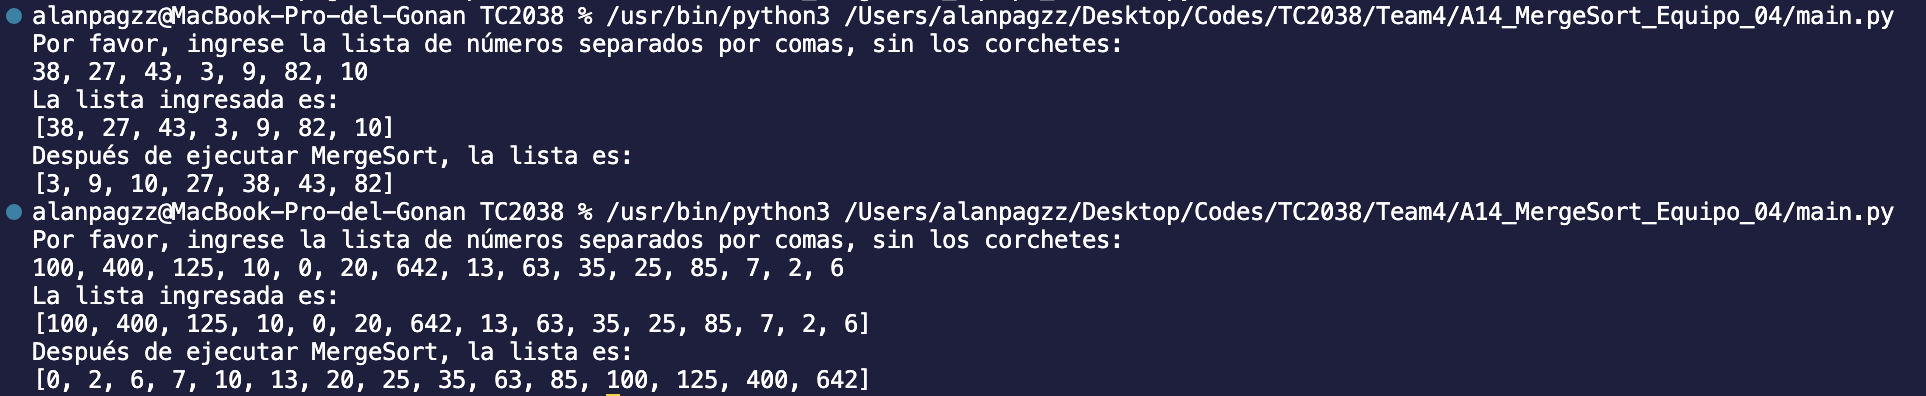 alanpagzz@MacBook-Pro-del-Gonan TC2038 % /usr/bin/python3 /Users/alanpagzz/Desktop/Codes/TC2038/Team4/A14_MergeSort_Equipo_04/main.py
Por favor, ingrese la lista de números separados por comas, sin los corchetes:
38, 27, 43, 3, 9, 82, 10
La lista ingresada es:
[38, 27, 43, 3, 9, 82, 10]
Después de ejecutar MergeSort, la lista es:
[3, 9, 10, 27, 38, 43, 82]
alanpagzz@MacBook-Pro-del-Gonan TC2038 % /usr/bin/python3 /Users/alanpagzz/Desktop/Codes/TC2038/Team4/A14_MergeSort_Equipo_04/main.py
Por favor, ingrese la lista de números separados por comas, sin los corchetes:
100, 400, 125, 10, 0, 20, 642, 13, 63, 35, 25, 85, 7, 2, 6
La lista ingresada es:
[100, 400, 125, 10, 0, 20, 642, 13, 63, 35, 25, 85, 7, 2, 6]
Después de ejecutar MergeSort, la lista es:
[0, 2, 6, 7, 10, 13, 20, 25, 35, 63, 85, 100, 125, 400, 642]